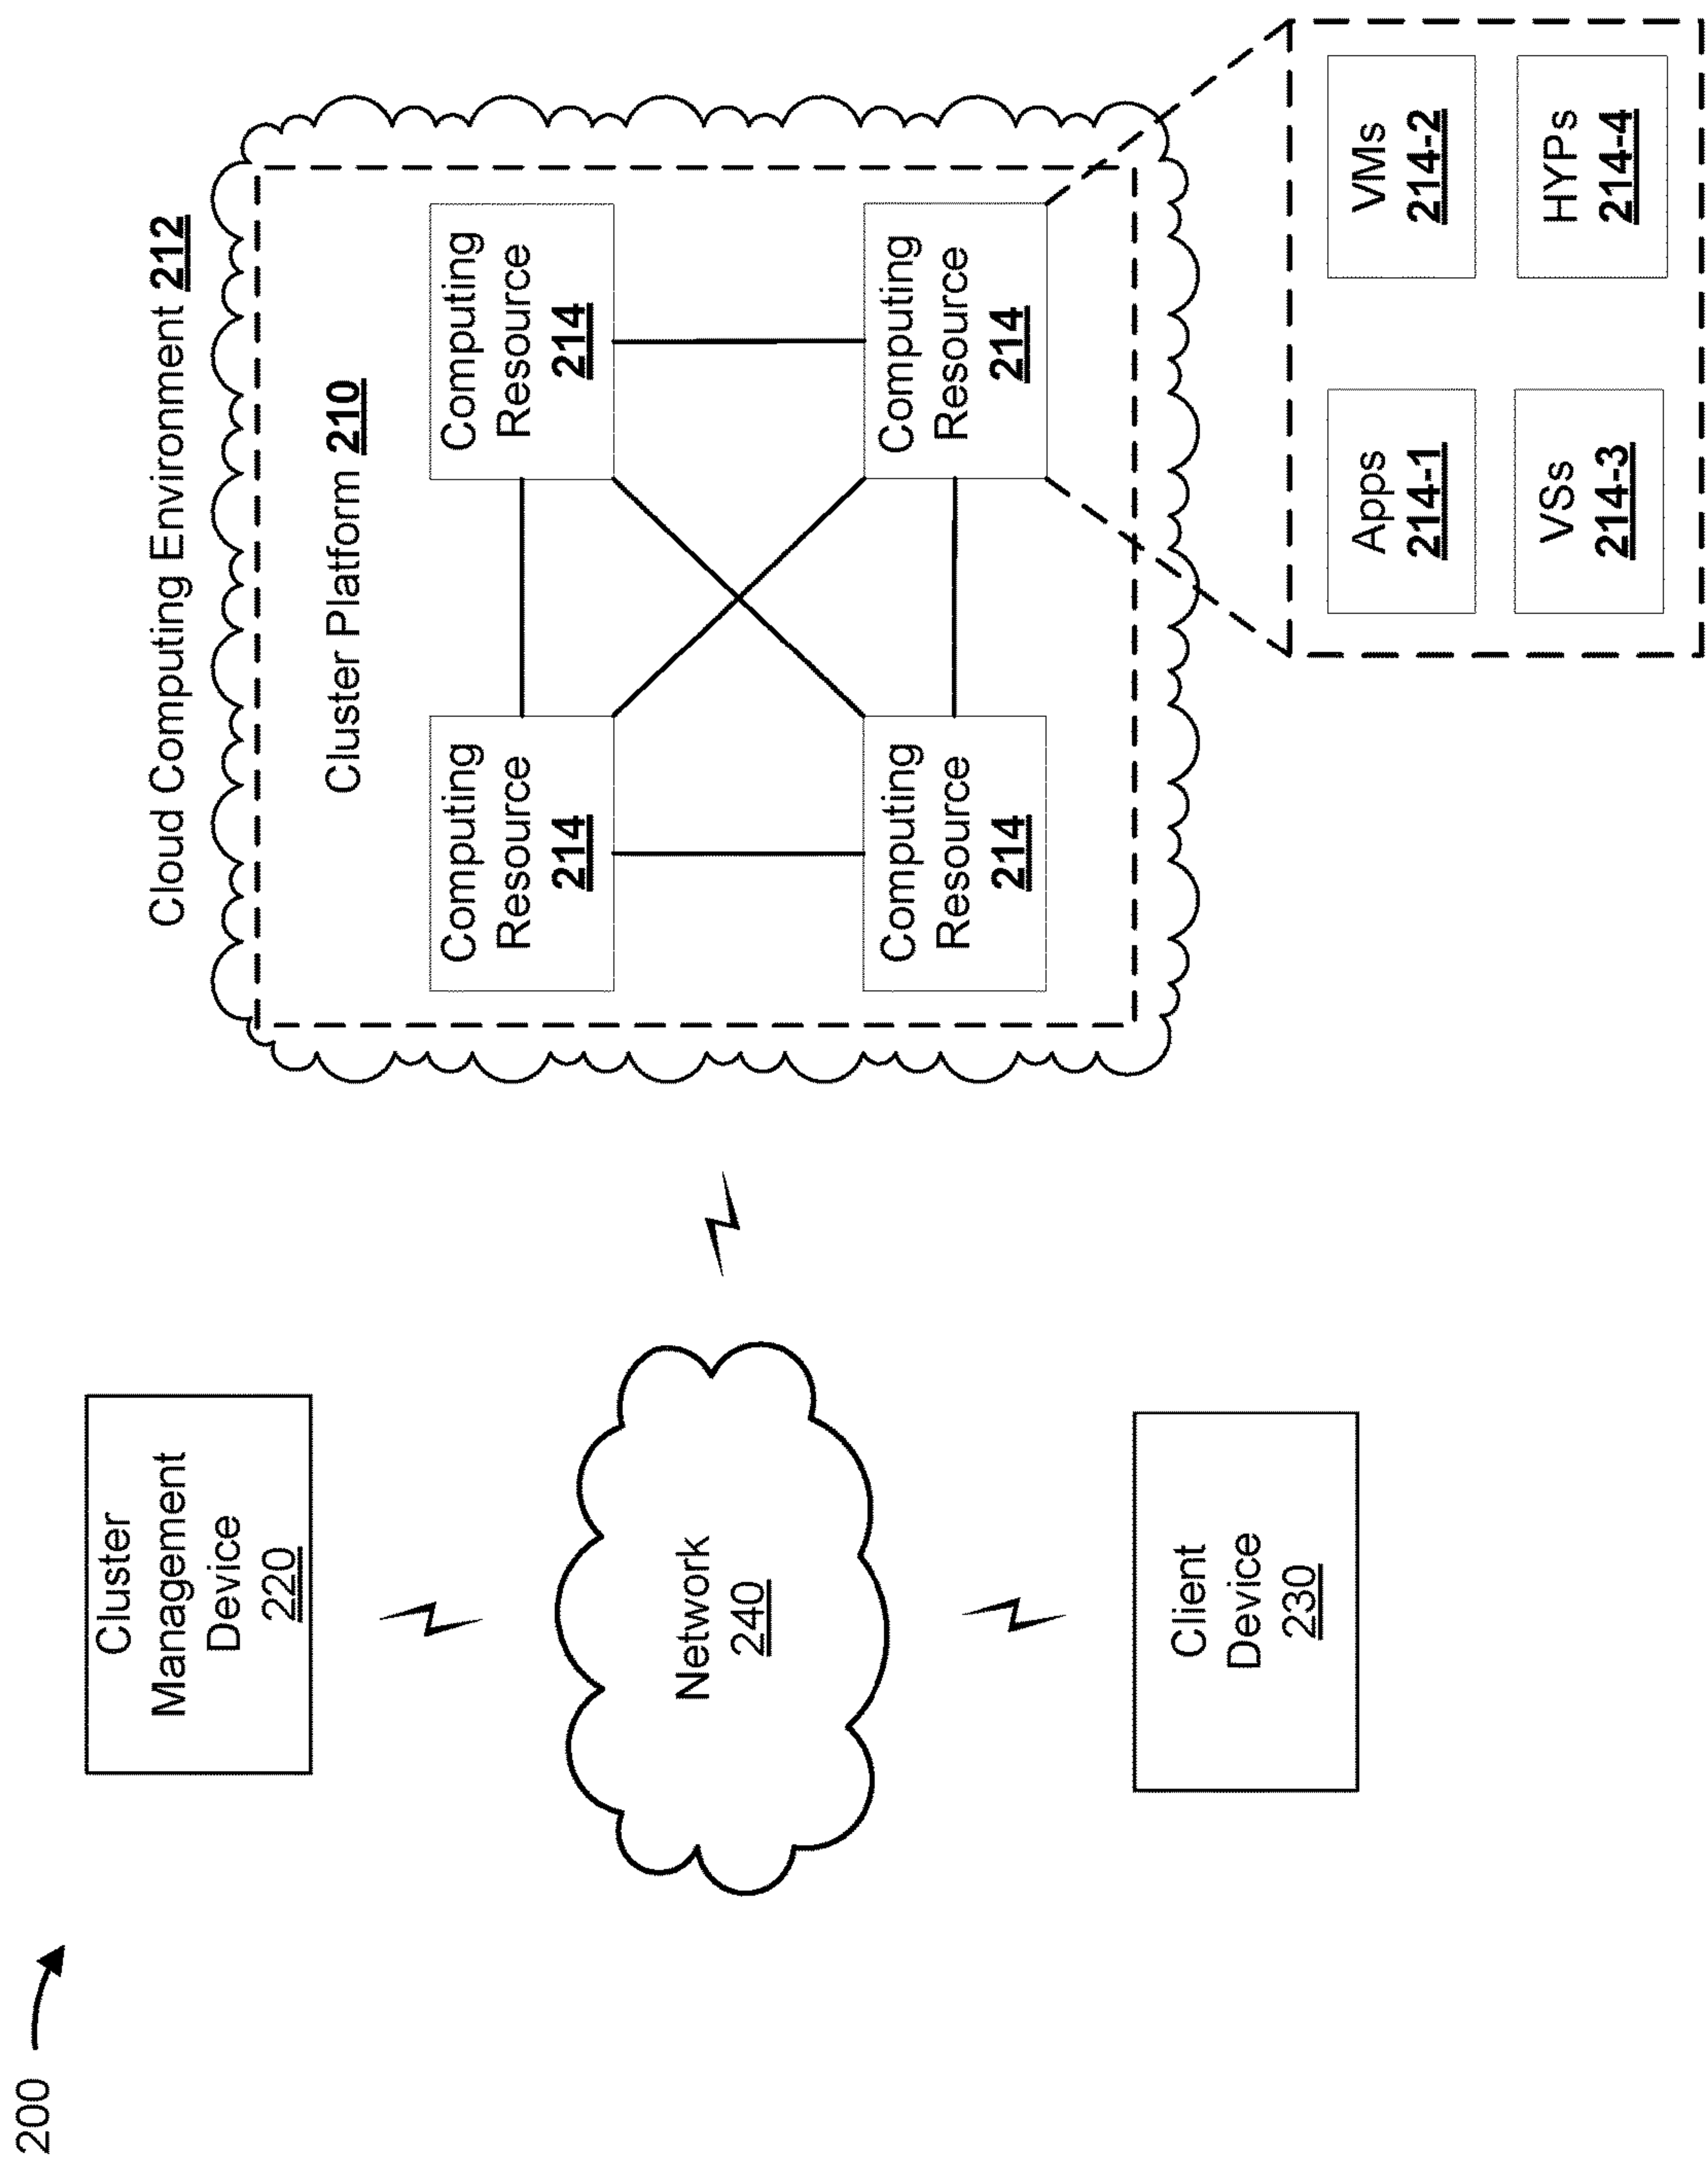 200
Cluster
Management
Device
220
Network
240
Client
Device
230
Cloud Computing Environment 212
Cluster Platform 210
Computing
Resource
214
Computing
Resource
214
Computing
Resource
214
Computing
Resource
214
Apps
214-1
VMs
214-2
VSs
214-3
HYPs
214-4